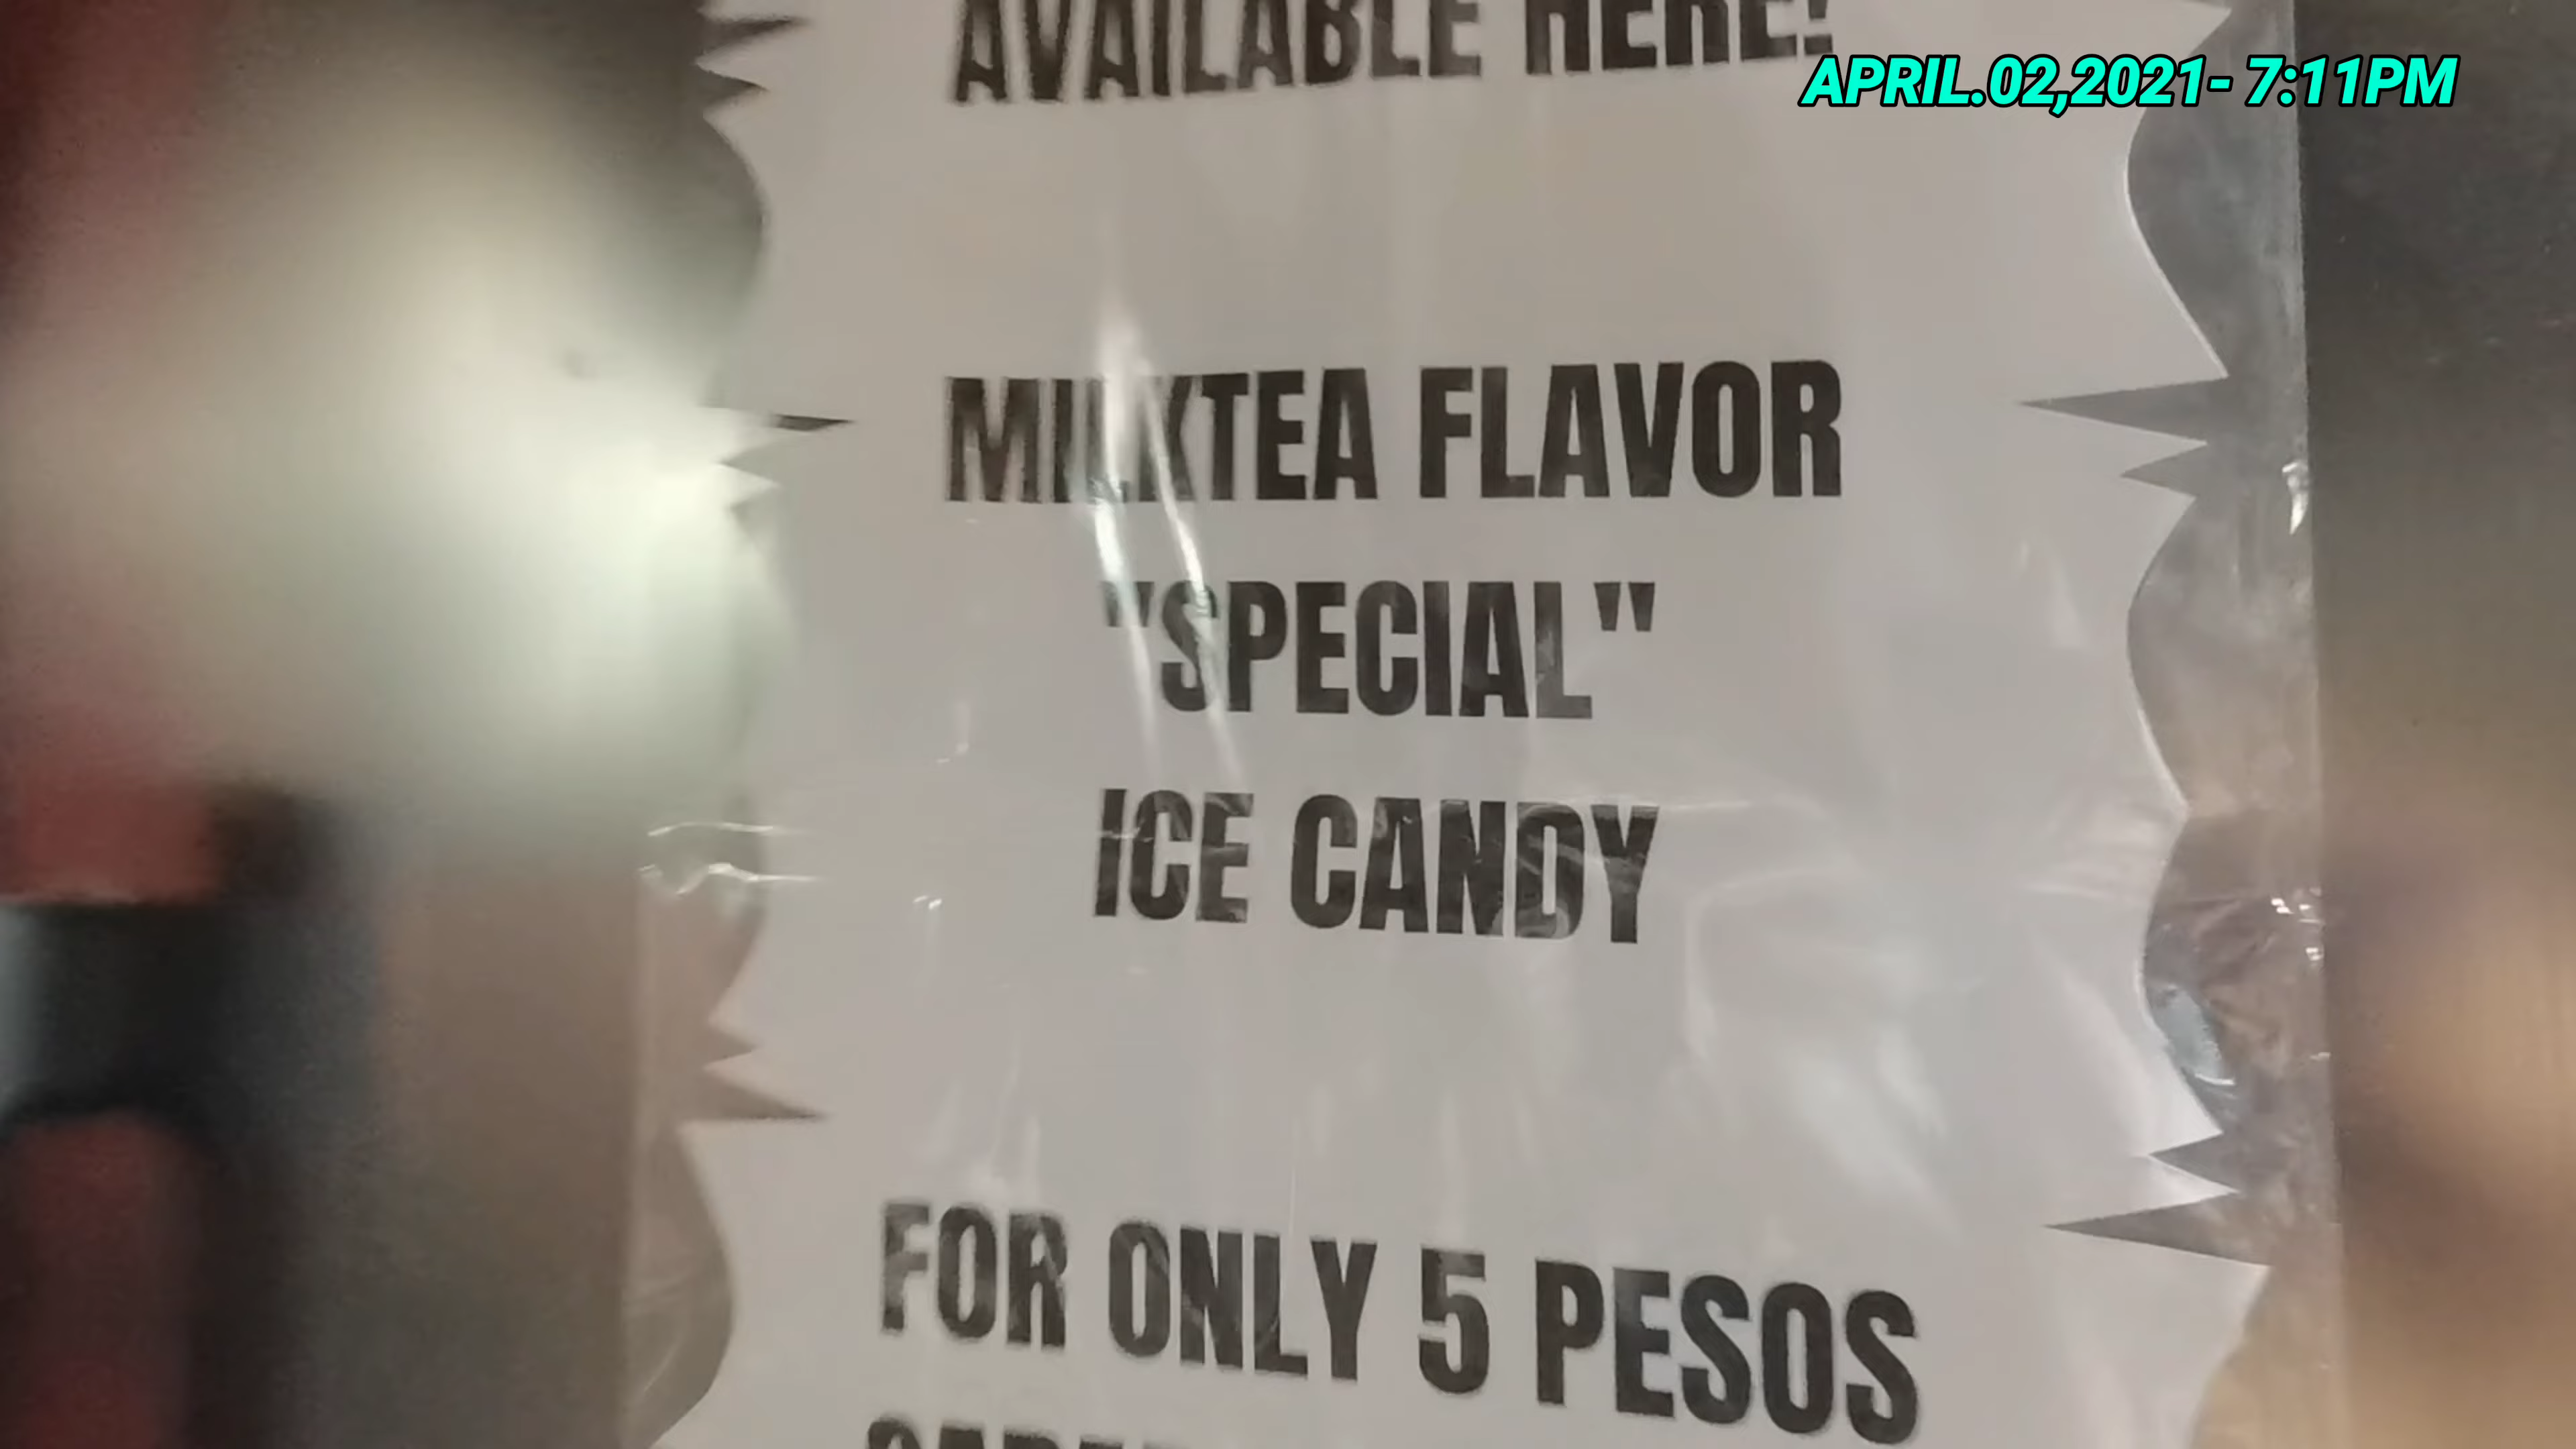 AVAILABLE HERE!
APRIL.02,2021- 7:11PM
MILKTEA FLAVOR
"SPECIAL"
ICE CANDY
FOR ONLY 5 PESOS